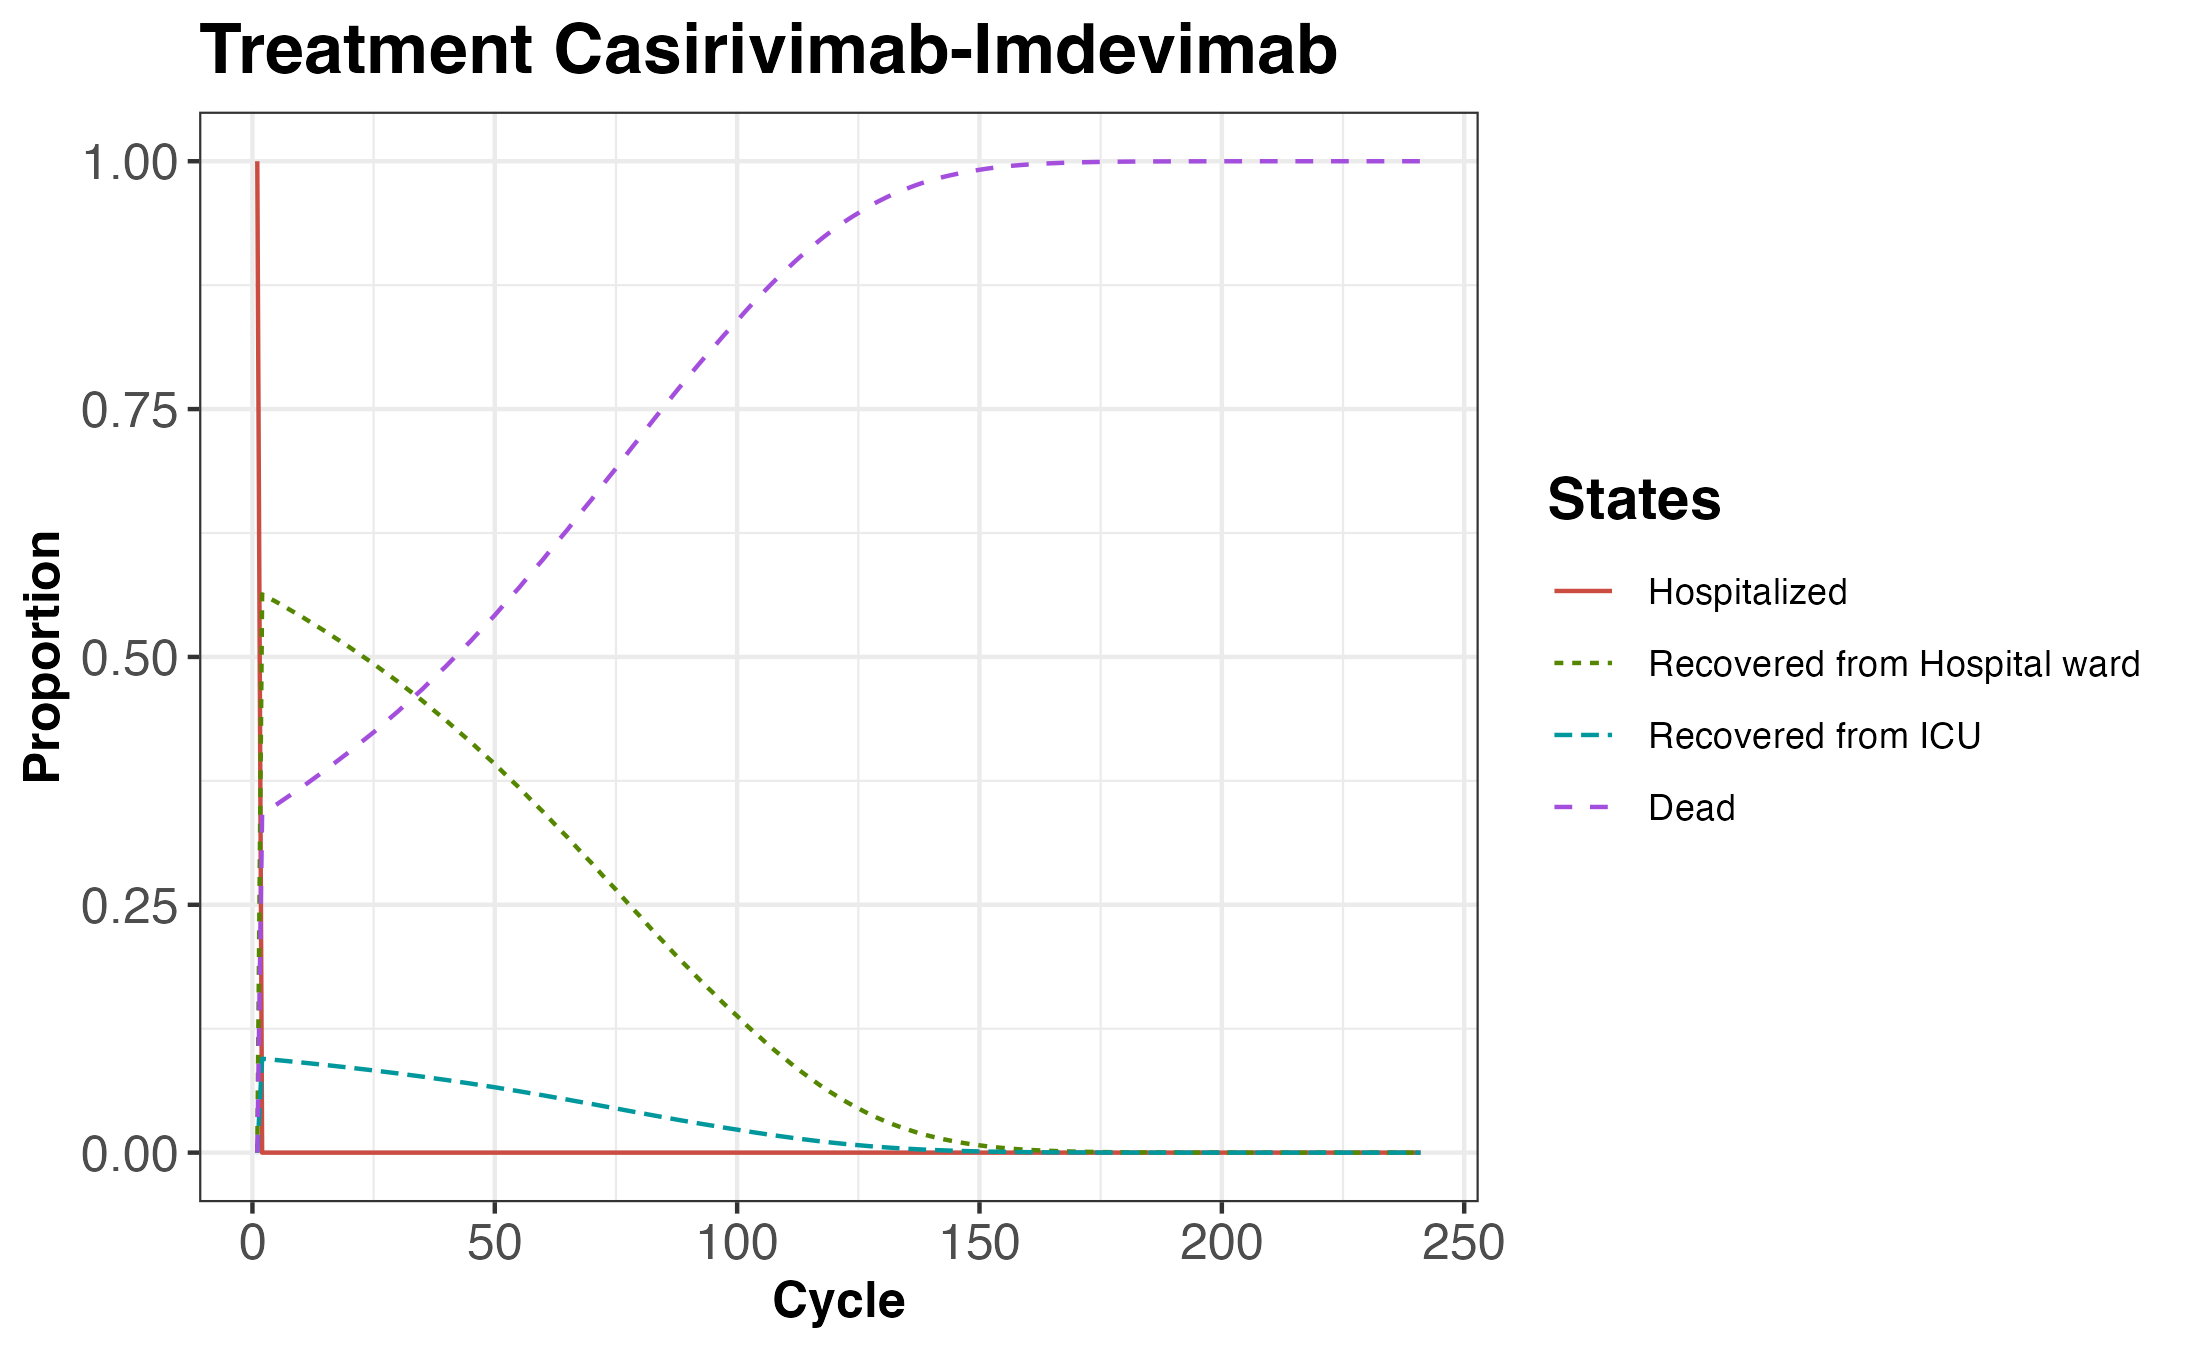 Treatment Casirivimab-Imdevimab
1.00
0.75
0.50
0.25
0.00
Proportion
0 50 100 150 200 250
Cycle
States
Hospitalized
Recovered from Hospital ward
Recovered from ICU
Dead